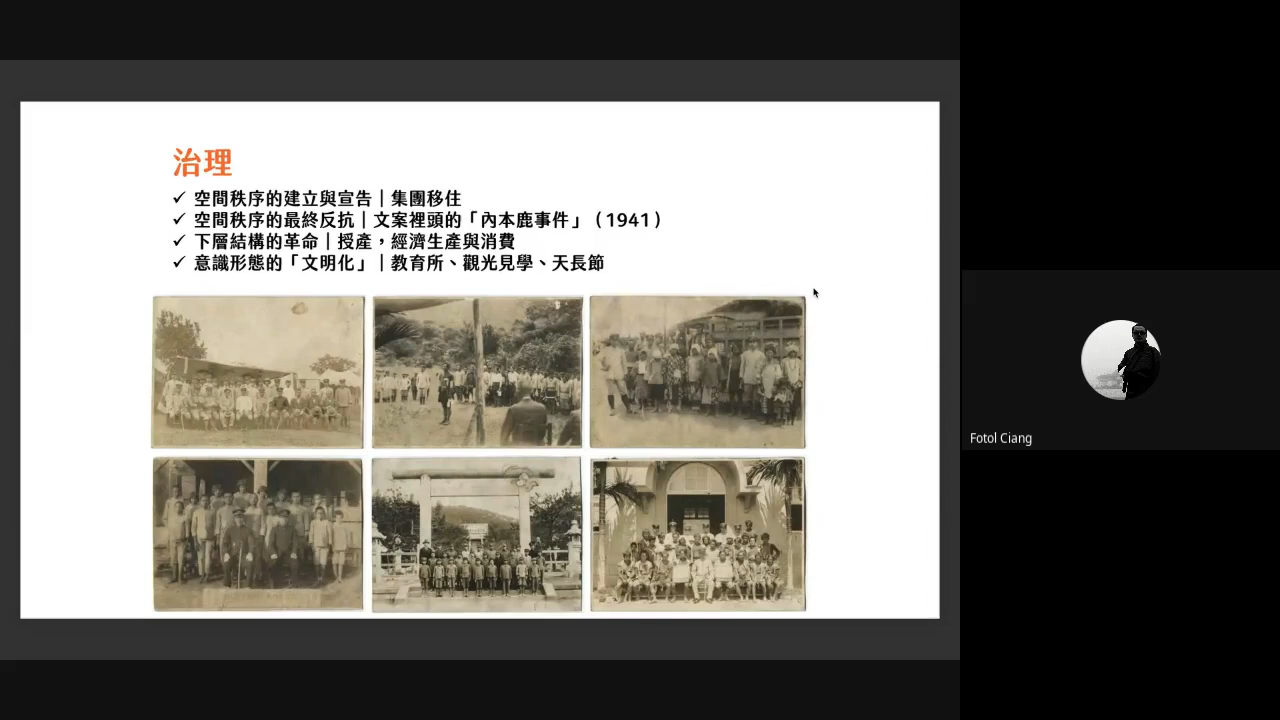 治理
✓ 空間秩序的建立與宣告｜集團移住
✓ 空間秩序的最終反抗｜文案裡頭的「內本鹿事件」（1941）
✓ 下層結構的革命｜授產，經濟生產與消費
✓ 意識形態的「文明化」｜教育所、觀光見學、天長節
Fotol Ciang